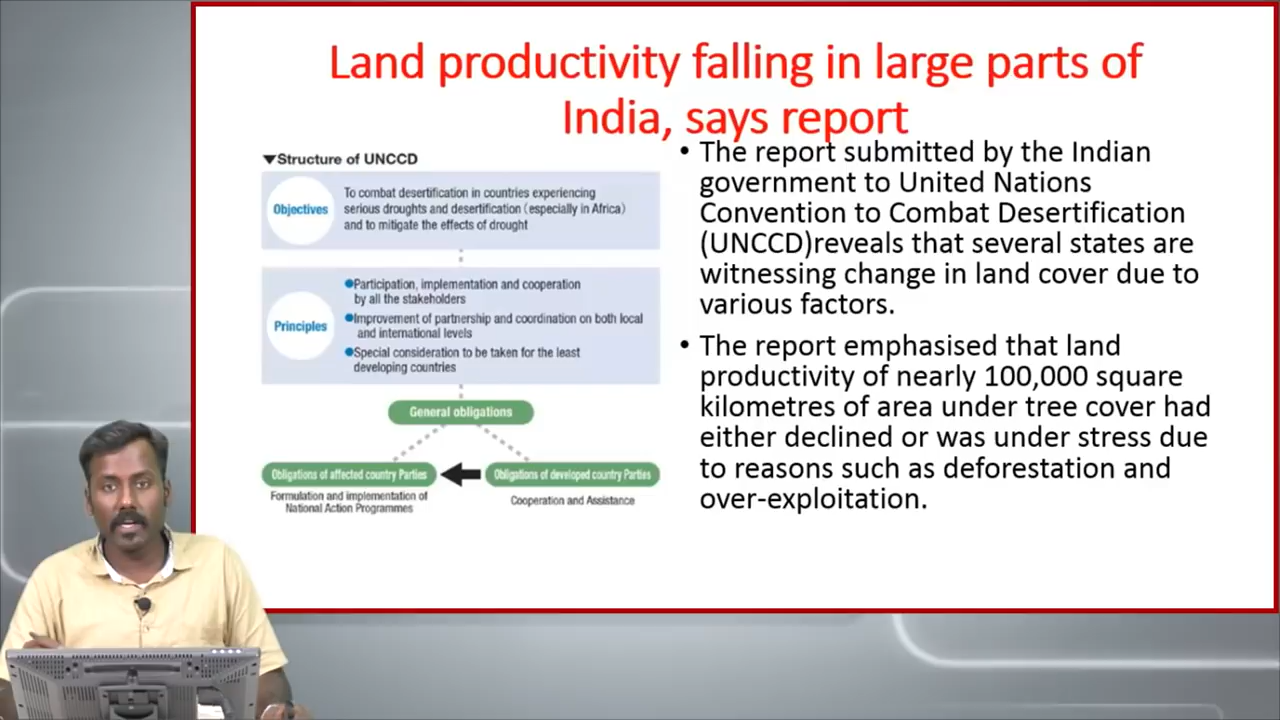 Land productivity falling in large parts of
India, says report
▼Structure of UNCCD
Objectives
To combat desertification in countries experiencing
serious droughts and desertification (especially in Africa)
and to mitigate the effects of drought
Principles
●Participation, implementation and cooperation
by all the stakeholders
●Improvement of partnership and coordination on both local
and international levels
●Special consideration to be taken for the least
developing countries
General obligations
Obligations of affected country Parties
Formulation and implementation of
National Action Programmes
Obligations of developed country Parties
Cooperation and Assistance
• The report submitted by the Indian
government to United Nations
Convention to Combat Desertification
(UNCCD)reveals that several states are
witnessing change in land cover due to
various factors.
• The report emphasised that land
productivity of nearly 100,000 square
kilometres of area under tree cover had
either declined or was under stress due
to reasons such as deforestation and
over-exploitation.